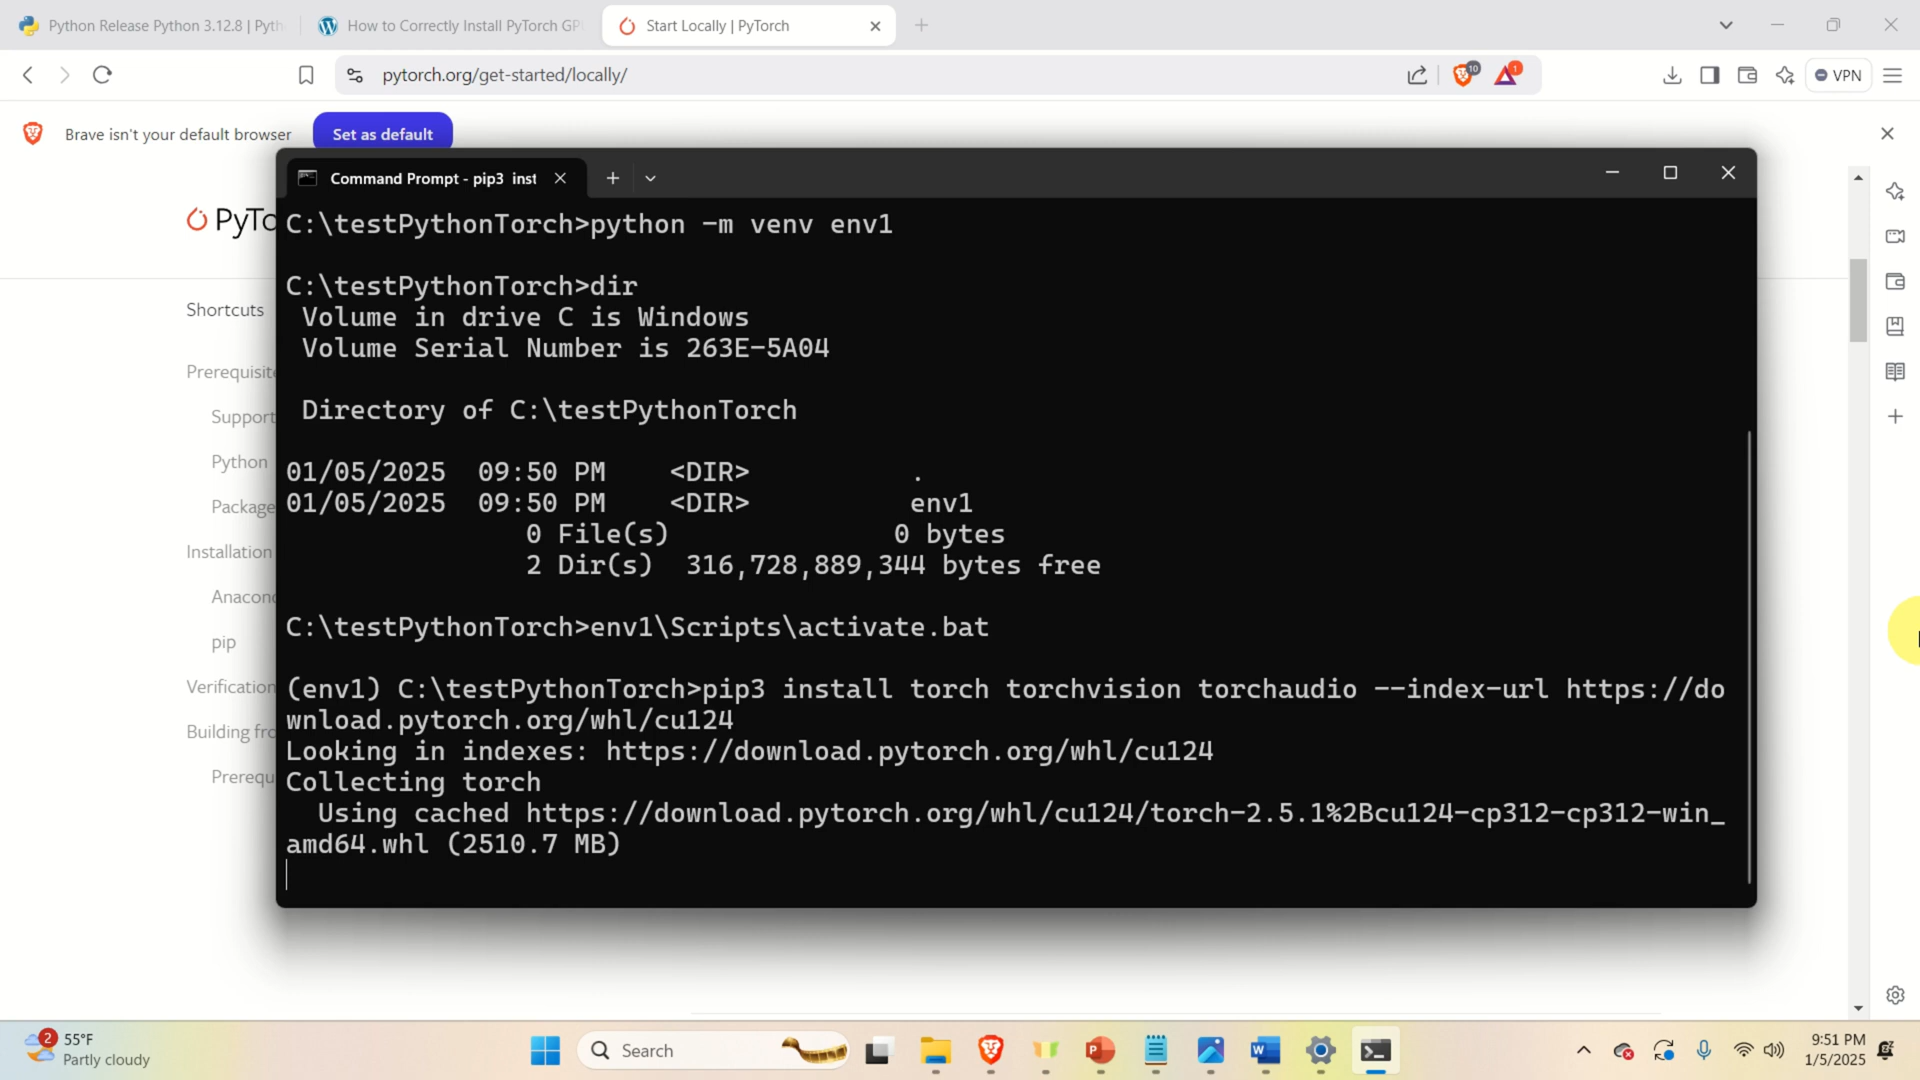 Python Release Python 3.12.8 | Pyth
How to Correctly Install PyTorch GP
Start Locally | PyTorch
pytorch.org/get-started/locally/
10
1
VPN
Brave isn't your default browser
Set as default
Command Prompt - pip3 inst
PyTo
Shortcuts
Prerequisite
Support
Python
Package
Installation
Anacond
pip
Verification
Building fro
Prerequ
C:\testPythonTorch>python -m venv env1
C:\testPythonTorch>dir
Volume in drive C is Windows
Volume Serial Number is 263E-5A04
Directory of C:\testPythonTorch
01/05/2025 09:50 PM <DIR> .
01/05/2025 09:50 PM <DIR> env1
0 File(s) 0 bytes
2 Dir(s) 316,728,889,344 bytes free
C:\testPythonTorch>env1\Scripts\activate.bat
(env1) C:\testPythonTorch>pip3 install torch torchvision torchaudio --index-url https://do
wnload.pytorch.org/whl/cu124
Looking in indexes: https://download.pytorch.org/whl/cu124
Collecting torch
Using cached https://download.pytorch.org/whl/cu124/torch-2.5.1%2Bcu124-cp312-cp312-win_
amd64.whl (2510.7 MB)
2
55°F
Partly cloudy
Search
9:51 PM
1/5/2025